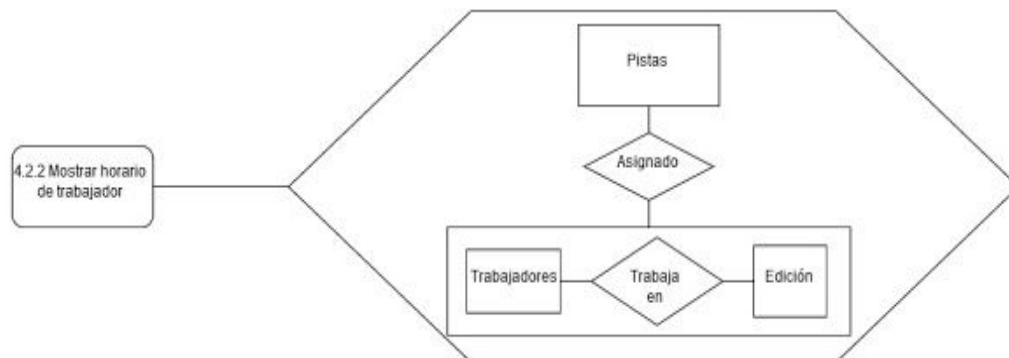 Pistas
Asignado
4.2.2 Mostrar horario
de trabajador
Trabajadores
Trabaja
en
Edición